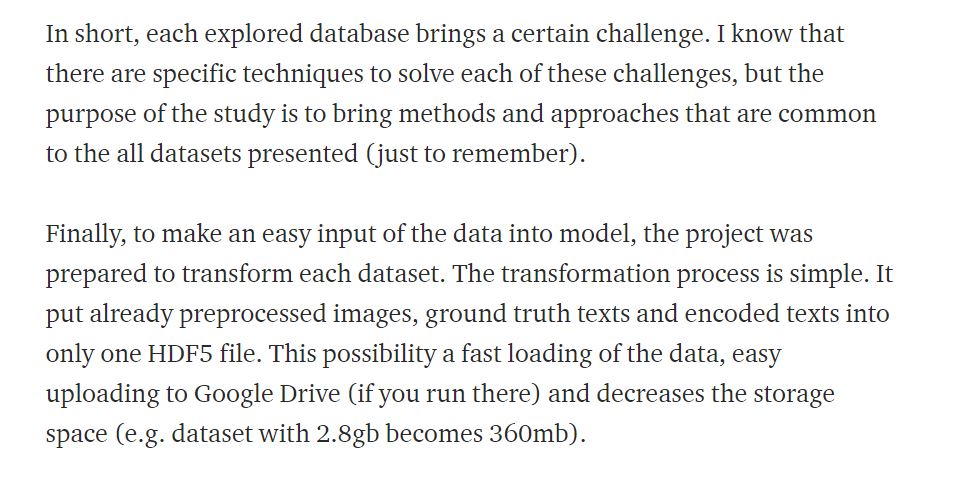 In short, each explored database brings a certain challenge. I know that
there are specific techniques to solve each of these challenges, but the
purpose of the study is to bring methods and approaches that are common
to the all datasets presented (just to remember).
Finally, to make an easy input of the data into model, the project was
prepared to transform each dataset. The transformation process is simple. It
put already preprocessed images, ground truth texts and encoded texts into
only one HDF5 file. This possibility a fast loading of the data, easy
uploading to Google Drive (if you run there) and decreases the storage
space (e.g. dataset with 2.8gb becomes 360mb).